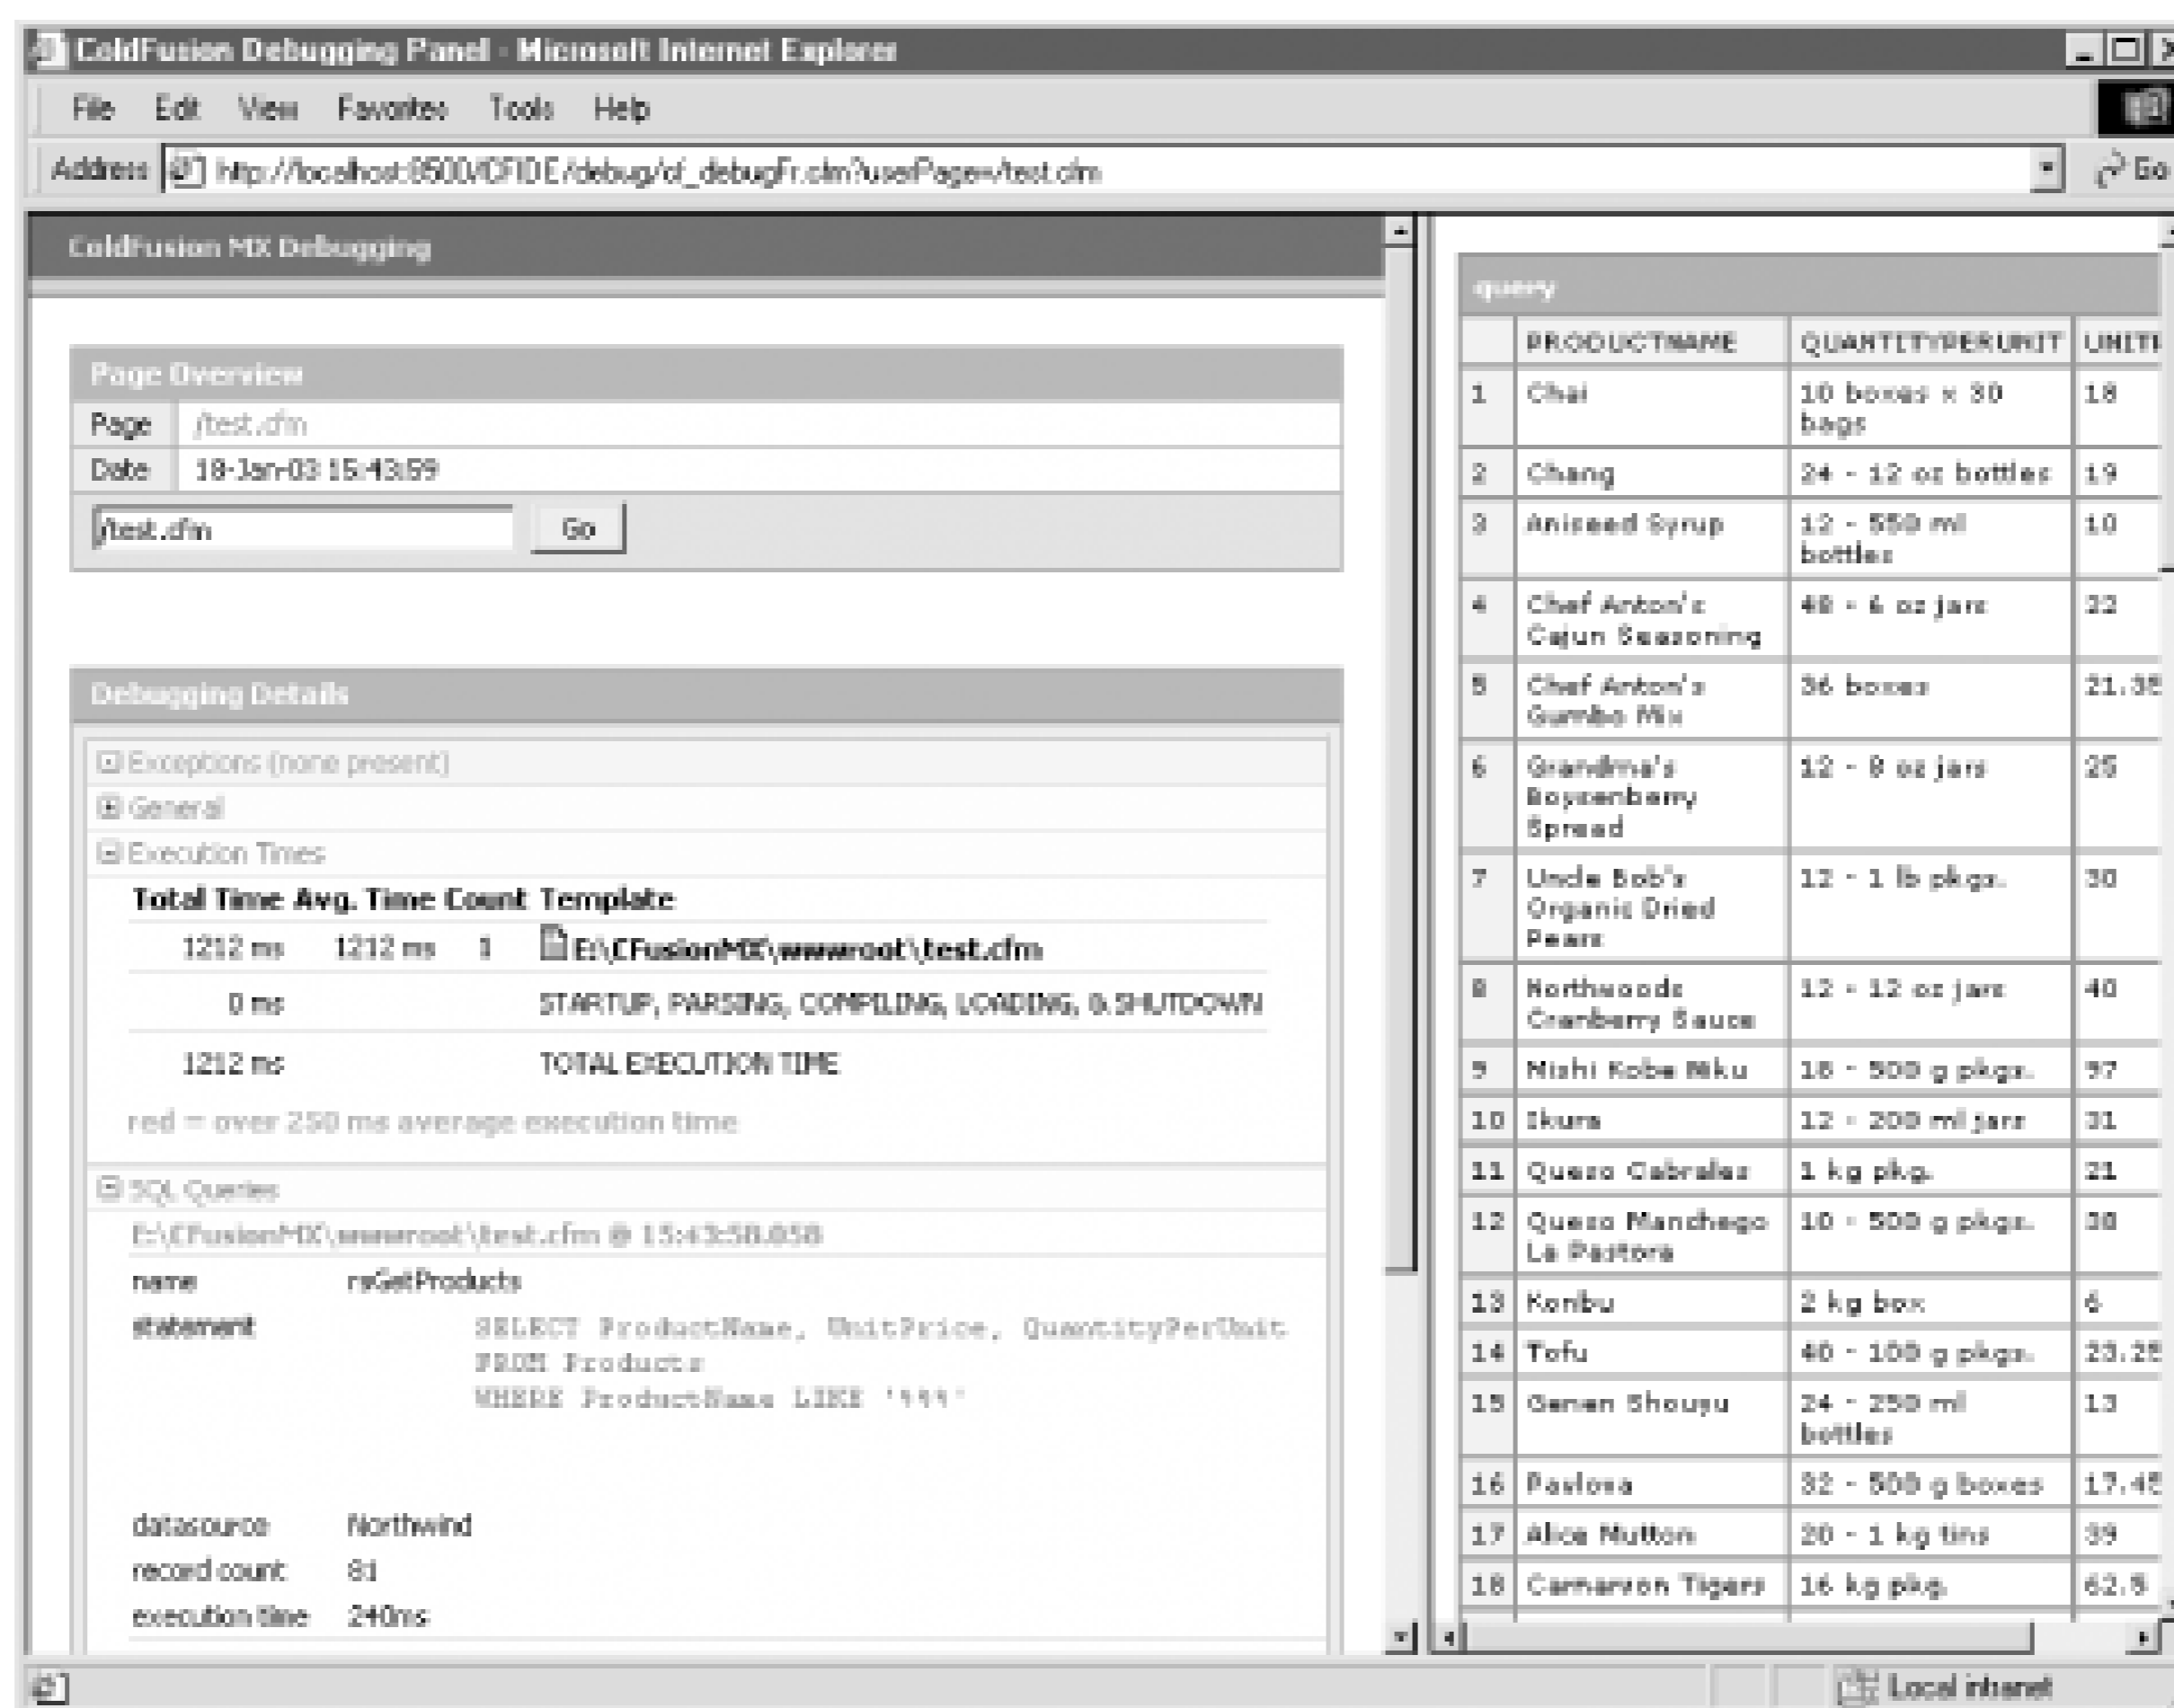 ColdFusion Debugging Panel - Microsoft Internet Explorer
File Edit View Favorites Tools Help
Address http://localhost:8500/CFIDE/debug/cf_debugFr.cfm?userPage=/test.cfm Go
ColdFusion MX Debugging
Page Overview
Page /test.cfm
Date 18-Jan-03 15:43:59
/test.cfm Go
Debugging Details
Exceptions (none present)
General
Execution Times
Total Time Avg. Time Count Template
1212 ms 1212 ms 1 E:\CFusionMX\wwwroot\test.cfm
0 ms STARTUP, PARSING, COMPILING, LOADING, & SHUTDOWN
1212 ms TOTAL EXECUTION TIME
red = over 250 ms average execution time
SQL Queries
E:\CFusionMX\wwwroot\test.cfm @ 15:43:58.058
name rsGetProducts
statement SELECT ProductName, UnitPrice, QuantityPerUnit
FROM Products
WHERE ProductName LIKE '%%%'
datasource Northwind
record count 81
execution time 240ms
query
PRODUCTNAME QUANTITYPERUNIT UNITP
1 Chai 10 boxes x 30 18
bags
2 Chang 24 - 12 oz bottles 19
3 Aniseed Syrup 12 - 550 ml 10
bottles
4 Chef Anton's 48 - 6 oz jars 22
Cajun Seasoning
5 Chef Anton's 36 boxes 21.35
Gumbo Mix
6 Grandma's 12 - 8 oz jars 25
Boysenberry
Spread
7 Uncle Bob's 12 - 1 lb pkgs. 30
Organic Dried
Pears
8 Northwoods 12 - 12 oz jars 40
Cranberry Sauce
9 Mishi Kobe Niku 18 - 500 g pkgs. 97
10 Ikura 12 - 200 ml jars 31
11 Queso Cabrales 1 kg pkg. 21
12 Queso Manchego 10 - 500 g pkgs. 38
La Pastora
13 Konbu 2 kg box 6
14 Tofu 40 - 100 g pkgs. 23.25
15 Genen Shouyu 24 - 250 ml 13
bottles
16 Pavlova 32 - 500 g boxes 17.45
17 Alice Mutton 20 - 1 kg tins 39
18 Carnarvon Tigers 16 kg pkg. 62.5
Local intranet